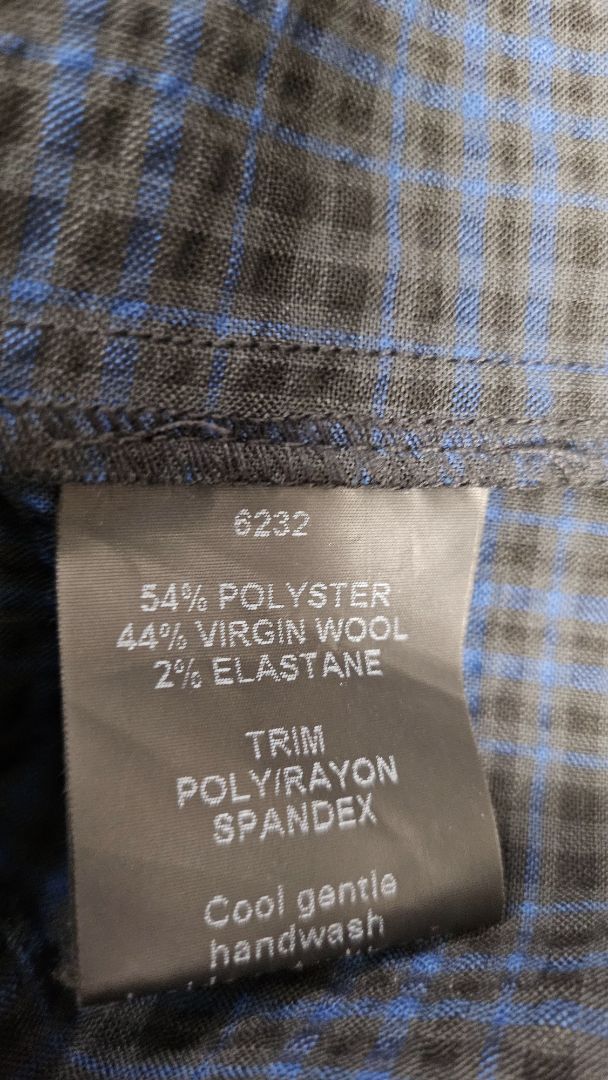 6232
54% POLYSTER
44% VIRGIN WOOL
2% ELASTANE
TRIM
POLY/RAYON
SPANDEX
Cool gentle
handwash